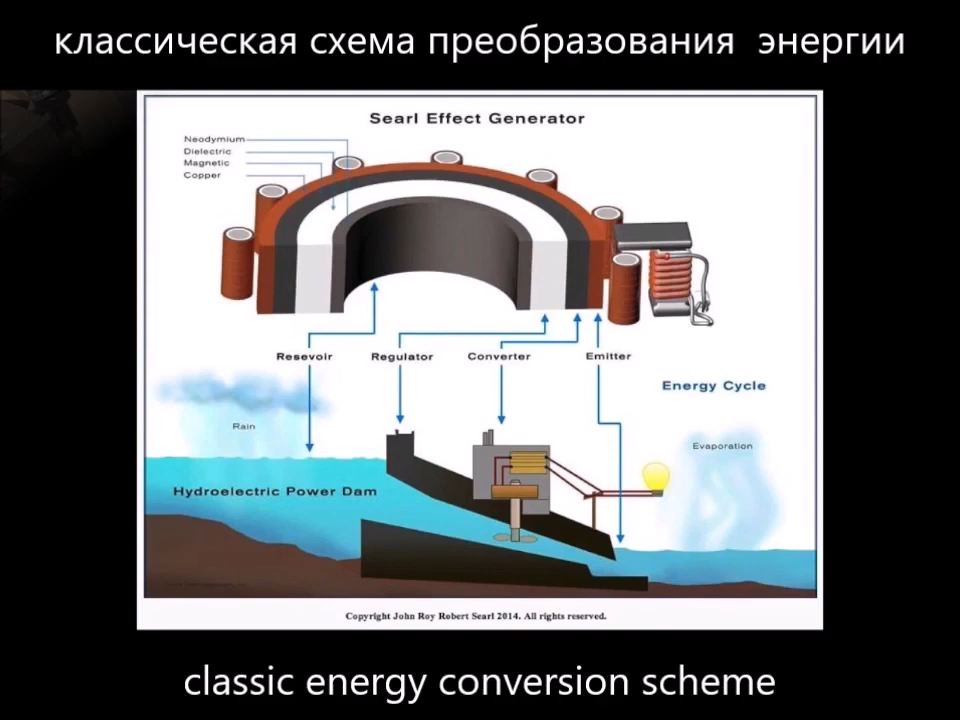 классическая схема преобразования энергии
Searl Effect Generator
Neodymium
Dielectric
Magnetic
Copper
Resevoir Regulator Converter Emitter
Energy Cycle
Rain
Evaporation
Hydroelectric Power Dam
Copyright John Roy Robert Searl 2014. All rights reserved.
classic energy conversion scheme